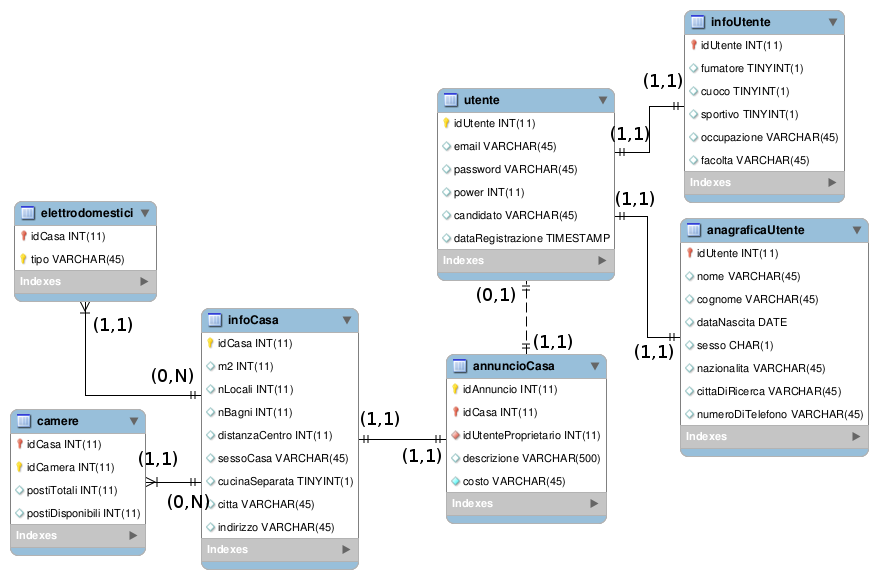 infoUtente
idUtente INT(11)
fumatore TINYINT(1)
cuoco TINYINT(1)
sportivo TINYINT(1)
occupazione VARCHAR(45)
facolta VARCHAR(45)
Indexes
(1,1)
utente
idUtente INT(11)
email VARCHAR(45)
password VARCHAR(45)
power INT(11)
candidato VARCHAR(45)
dataRegistrazione TIMESTAMP
Indexes
(1,1)
(1,1)
(0,1)
anagraficaUtente
idUtente INT(11)
nome VARCHAR(45)
cognome VARCHAR(45)
dataNascita DATE
sesso CHAR(1)
nazionalita VARCHAR(45)
cittaDiRicerca VARCHAR(45)
numeroDiTelefono VARCHAR(45)
Indexes
(1,1)
elettrodomestici
idCasa INT(11)
tipo VARCHAR(45)
Indexes
(1,1)
(0,N)
infoCasa
idCasa INT(11)
m2 INT(11)
nLocali INT(11)
nBagni INT(11)
distanzaCentro INT(11)
sessoCasa VARCHAR(45)
cucinaSeparata TINYINT(1)
citta VARCHAR(45)
indirizzo VARCHAR(45)
Indexes
(1,1)
annuncioCasa
idAnnuncio INT(11)
idCasa INT(11)
idUtenteProprietario INT(11)
descrizione VARCHAR(500)
costo VARCHAR(45)
Indexes
(1,1)
(1,1)
camere
idCasa INT(11)
idCamera INT(11)
postiTotali INT(11)
postiDisponibili INT(11)
Indexes
(1,1)
(0,N)